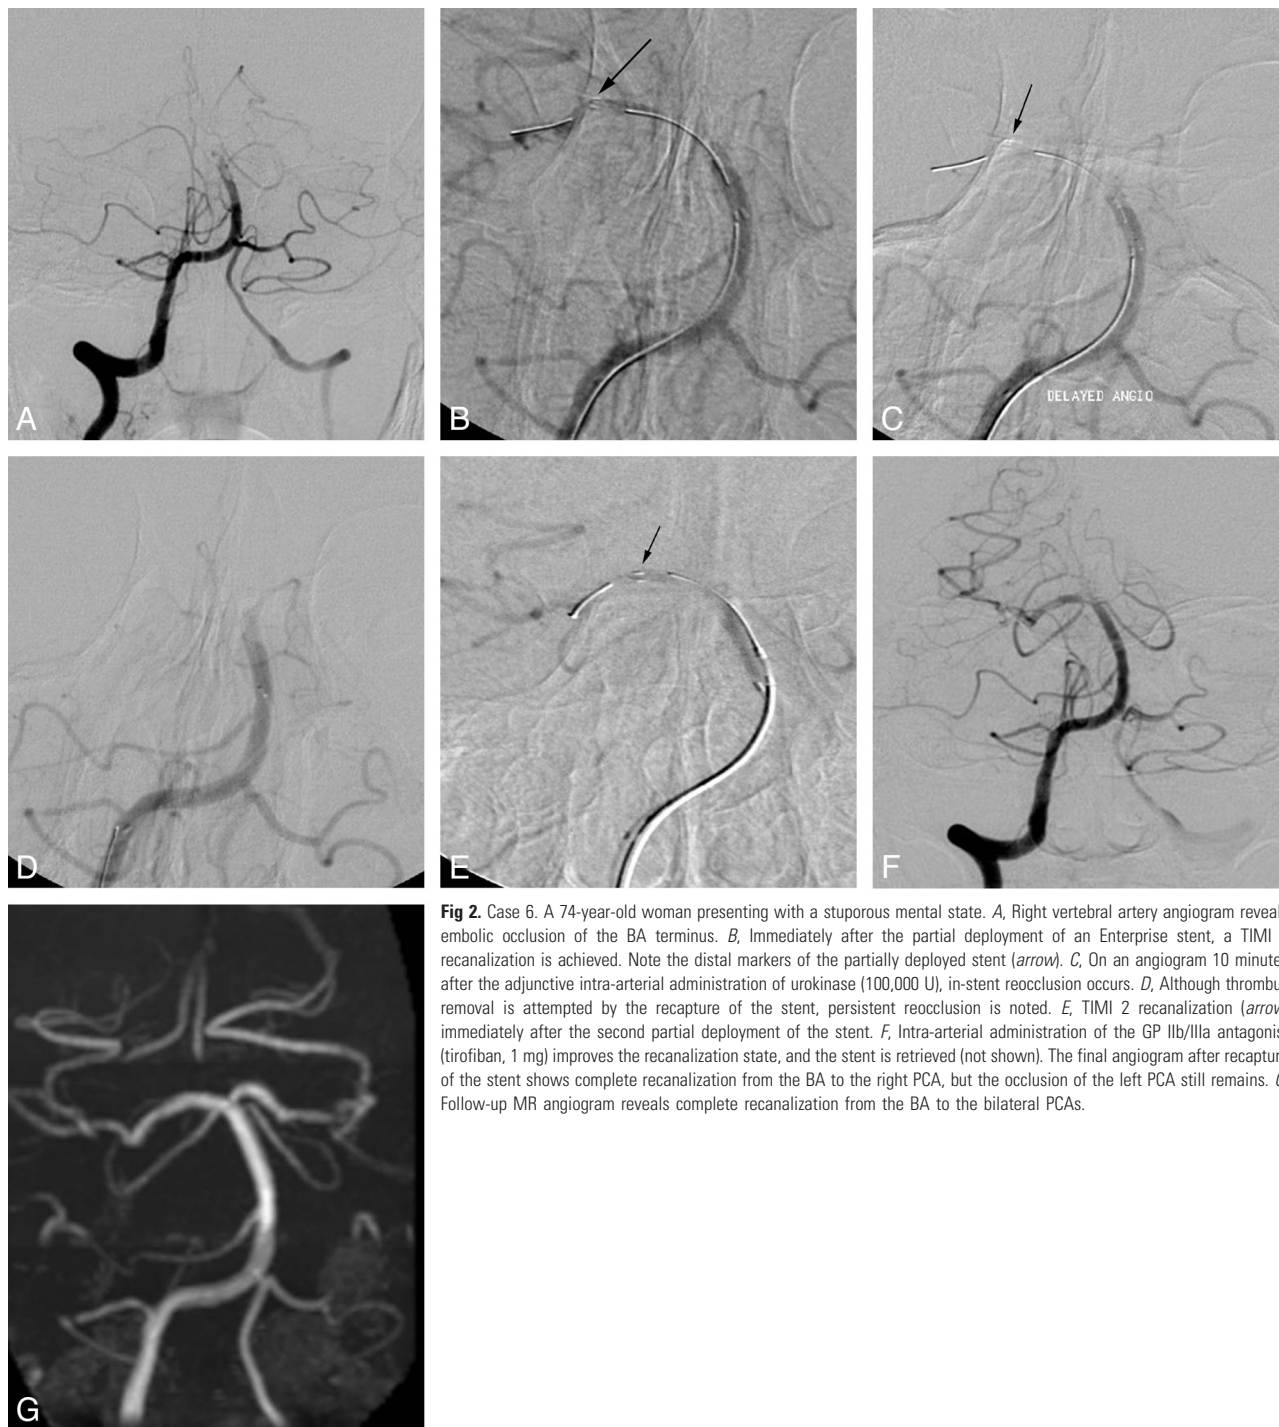 A
B
C
DELAYED ANGIO
D
E
F
G
Fig 2. Case 6. A 74-year-old woman presenting with a stuporous mental state. A, Right vertebral artery angiogram reveal
embolic occlusion of the BA terminus. B, Immediately after the partial deployment of an Enterprise stent, a TIMI
recanalization is achieved. Note the distal markers of the partially deployed stent (arrow). C, On an angiogram 10 minute
after the adjunctive intra-arterial administration of urokinase (100,000 U), in-stent reocclusion occurs. D, Although thrombu
removal is attempted by the recapture of the stent, persistent reocclusion is noted. E, TIMI 2 recanalization (arrow
immediately after the second partial deployment of the stent. F, Intra-arterial administration of the GP IIb/IIIa antagonis
(tirofiban, 1 mg) improves the recanalization state, and the stent is retrieved (not shown). The final angiogram after recaptur
of the stent shows complete recanalization from the BA to the right PCA, but the occlusion of the left PCA still remains.
Follow-up MR angiogram reveals complete recanalization from the BA to the bilateral PCAs.